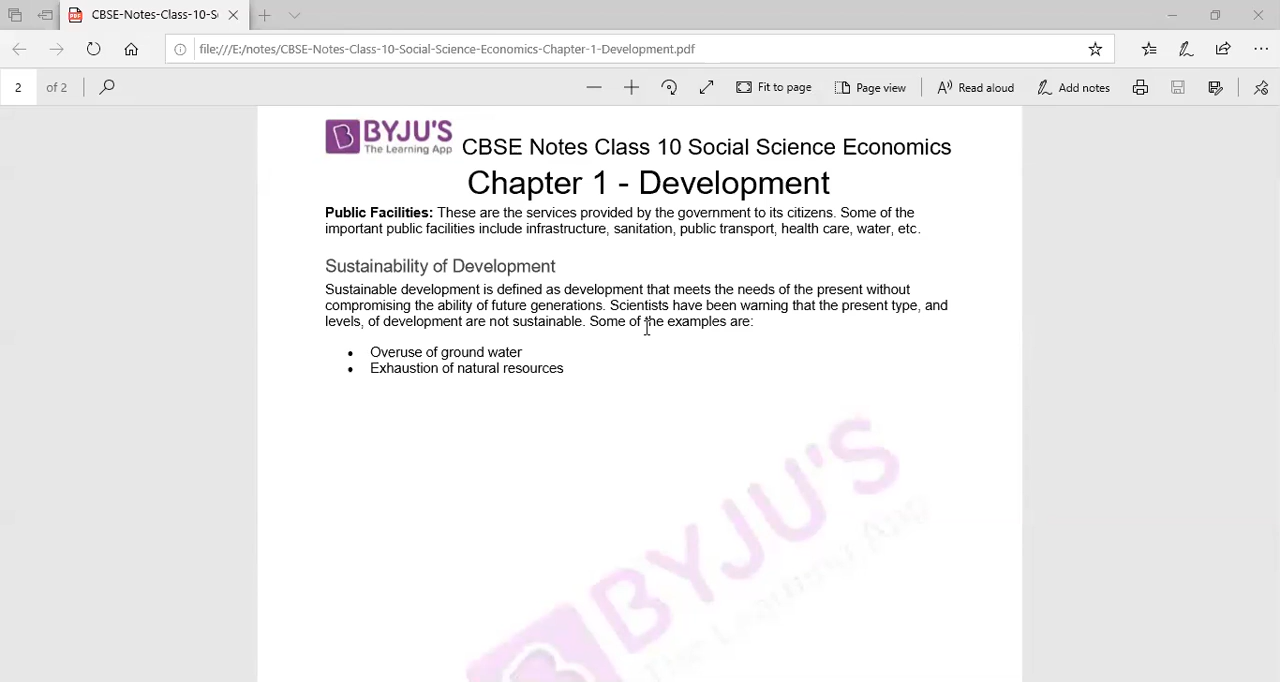 CBSE-Notes-Class-10-S
file:///E:/notes/CBSE-Notes-Class-10-Social-Science-Economics-Chapter-1-Development.pdf
2 of 2 Fit to page Page view Read aloud Add notes
BYJU'S
The Learning App
CBSE Notes Class 10 Social Science Economics
Chapter 1 - Development
Public Facilities: These are the services provided by the government to its citizens. Some of the
important public facilities include infrastructure, sanitation, public transport, health care, water, etc.
Sustainability of Development
Sustainable development is defined as development that meets the needs of the present without
compromising the ability of future generations. Scientists have been warning that the present type, and
levels, of development are not sustainable. Some of the examples are:
• Overuse of ground water
• Exhaustion of natural resources
BYJU'S
The Learning App